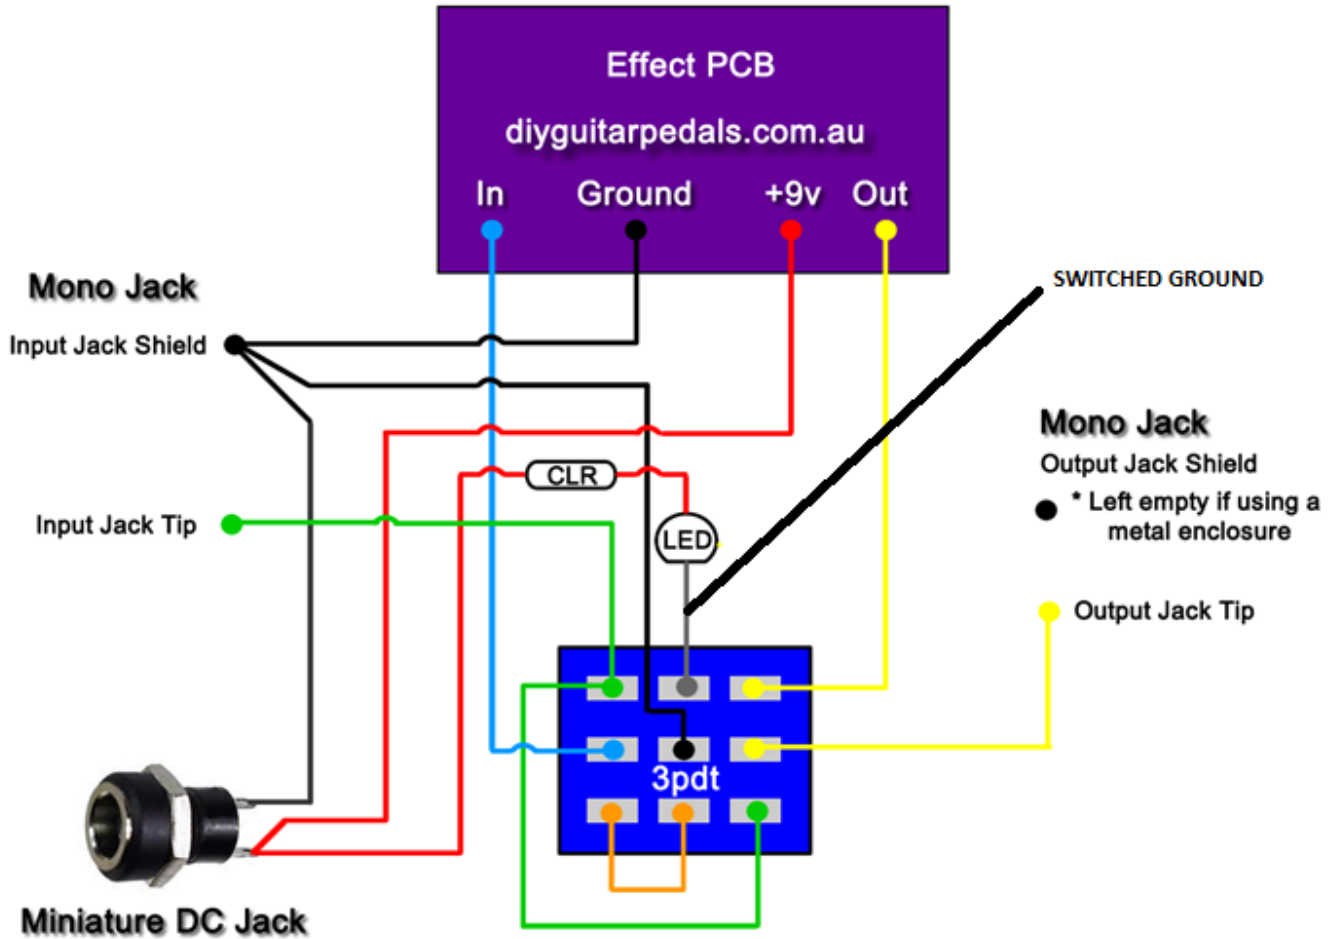 Effect PCB
diyguitarpedals.com.au
In Ground +9v Out
SWITCHED GROUND
Mono Jack
Input Jack Shield
Mono Jack
Output Jack Shield
* Left empty if using a
metal enclosure
CLR
Input Jack Tip
LED
Output Jack Tip
3pdt
Miniature DC Jack